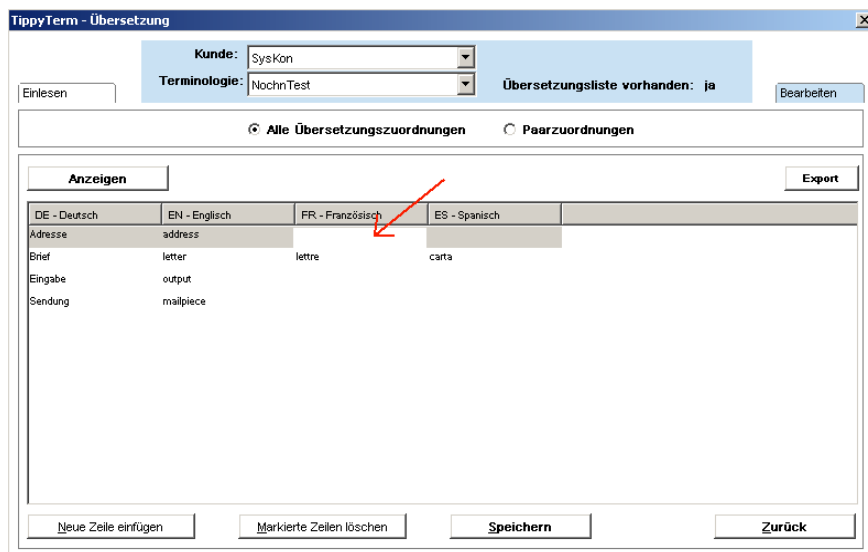 TippyTerm - Übersetzung
Kunde: SysKon
Terminologie: NochnTest
Übersetzungsliste vorhanden: ja
Einlesen
Bearbeiten
Alle Übersetzungszuordnungen Paarzuordnungen
Anzeigen Export
DE - Deutsch EN - Englisch FR - Französisch ES - Spanisch
Adresse address
Brief letter lettre carta
Eingabe output
Sendung mailpiece
Neue Zeile einfügen Markierte Zeilen löschen Speichern Zurück